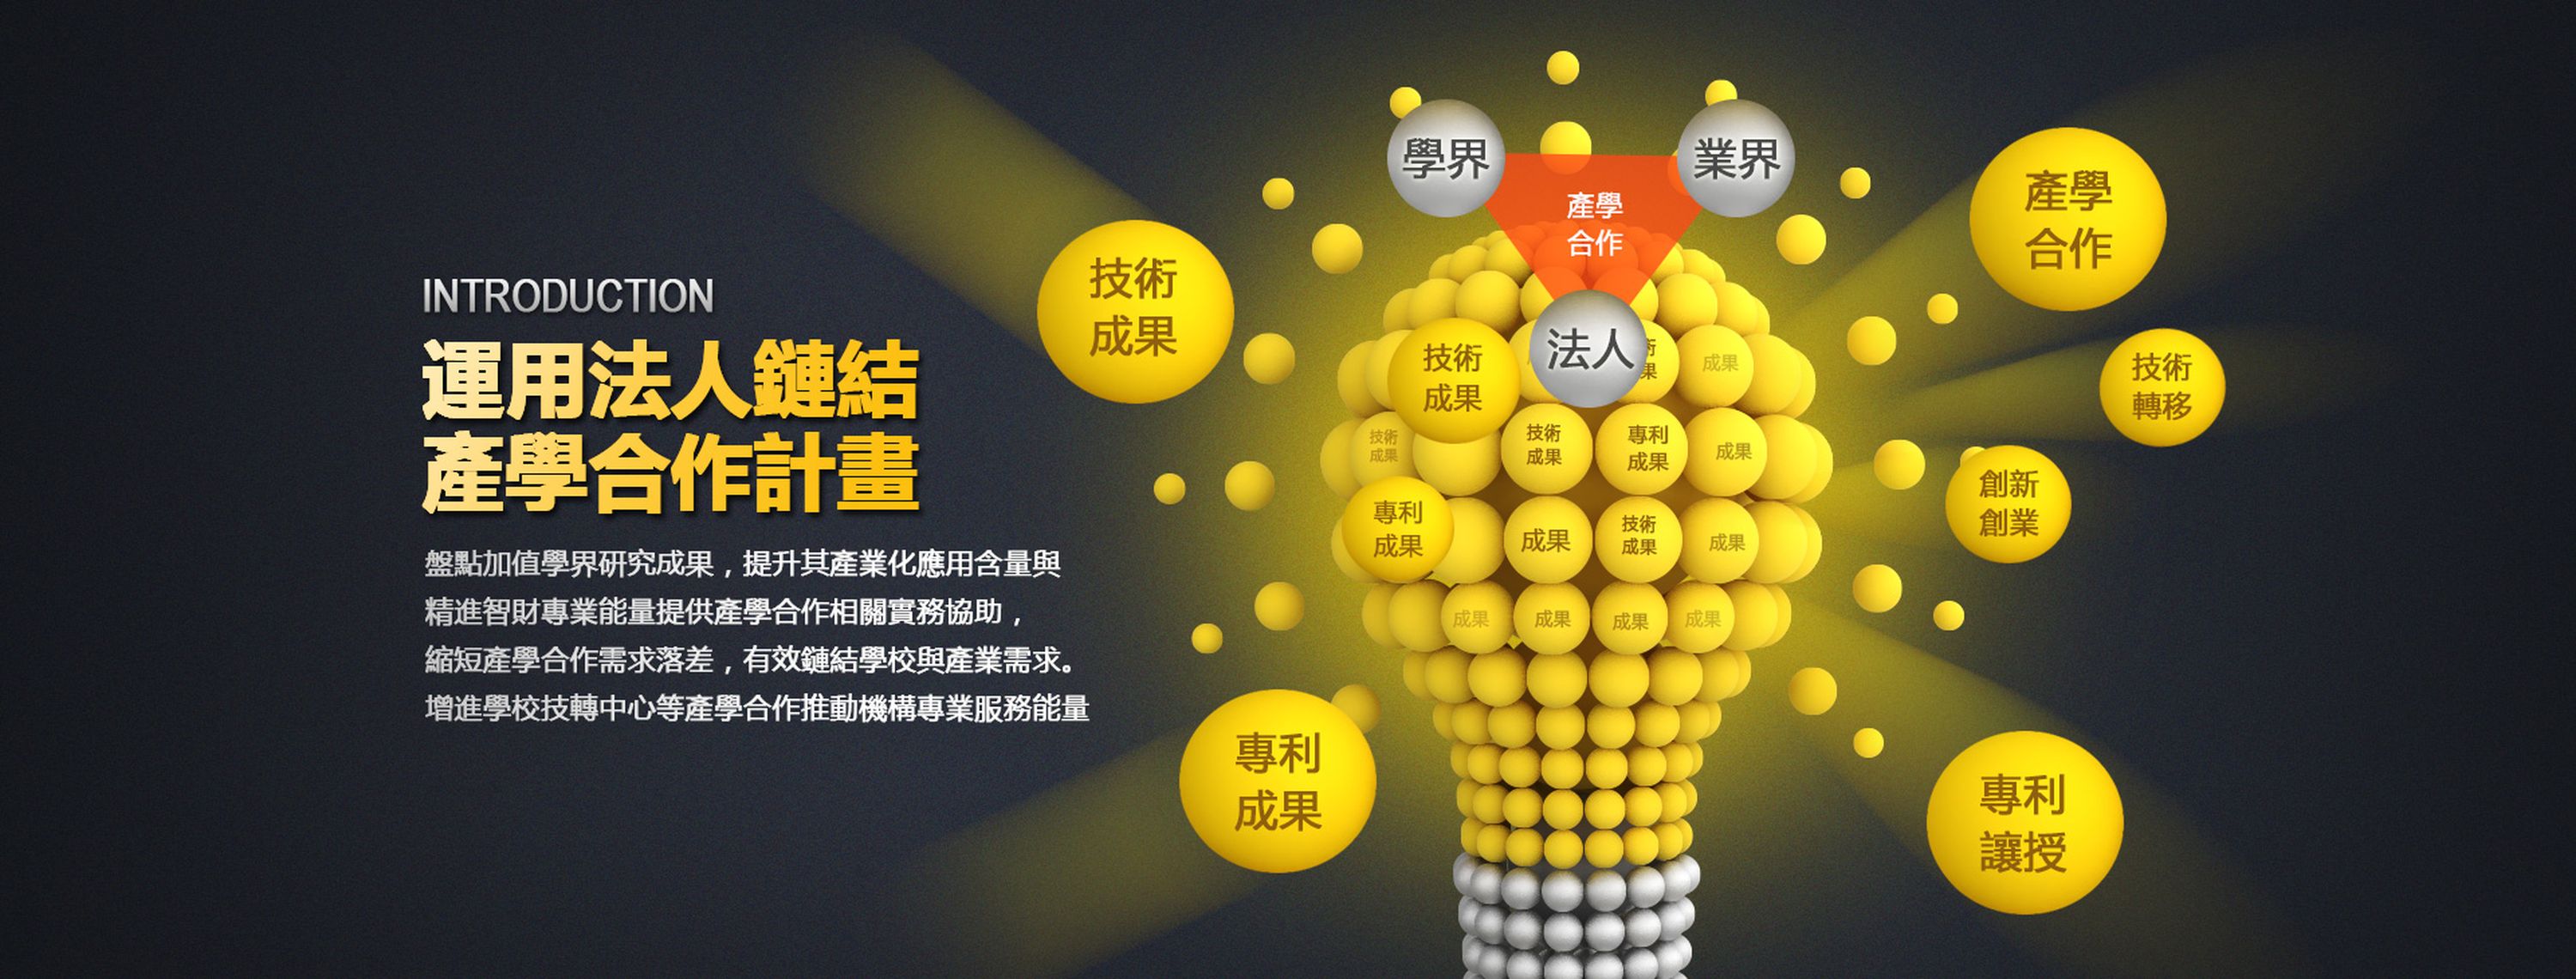 INTRODUCTION
運用法人鏈結
產學合作計畫
盤點加值學界研究成果，提升其產業化應用含量與
精進智財專業能量提供產學合作相關實務協助，
縮短產學合作需求落差，有效鏈結學校與產業需求。
增進學校技轉中心等產學合作推動機構專業服務能量
技術
成果
專利
成果
學界
業界
產學
合作
法人
技術
成果
成果
技術
成果
技術
成果
專利
成果
成果
專利
成果
成果
技術
成果
成果
成果
成果
成果
成果
產學
合作
技術
轉移
創新
創業
專利
讓授